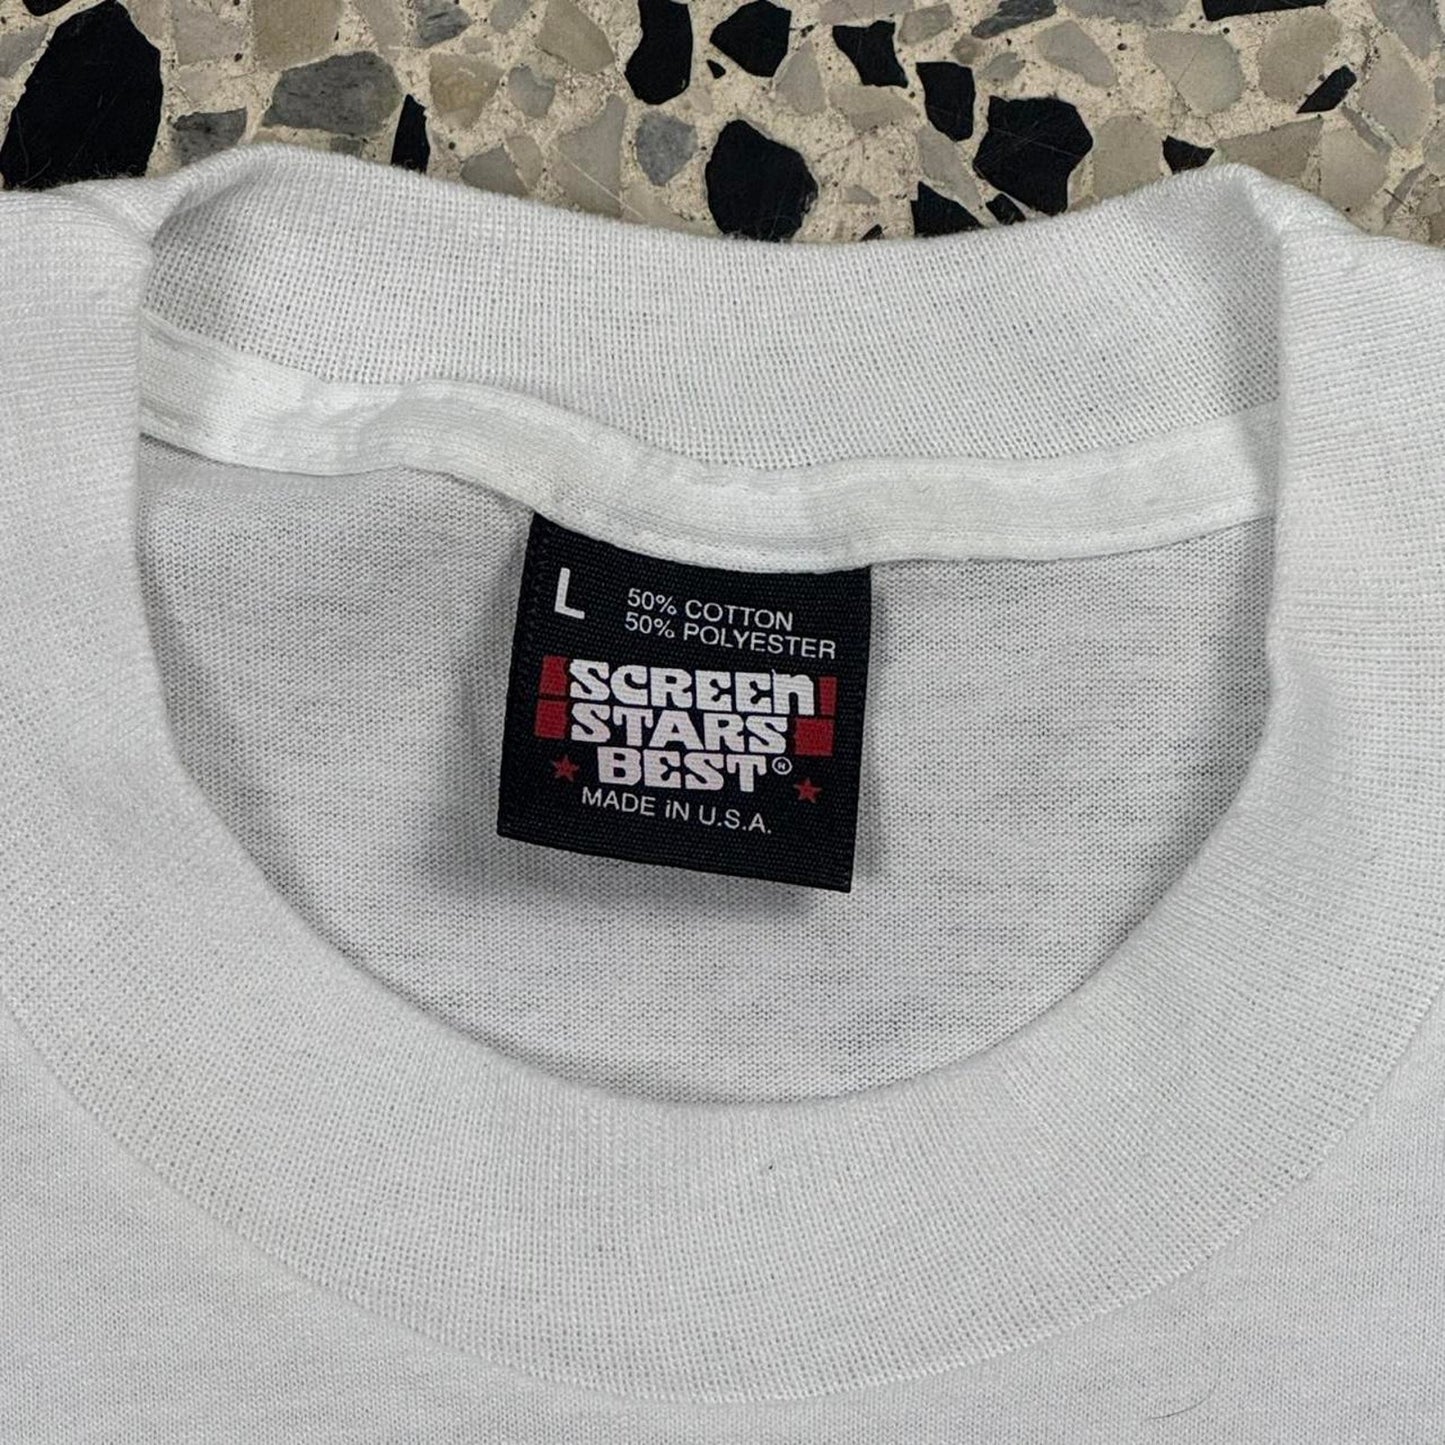 L
50% COTTON
50% POLYESTER
SCREEN
STARS
BEST®
MADE iN U.S.A.